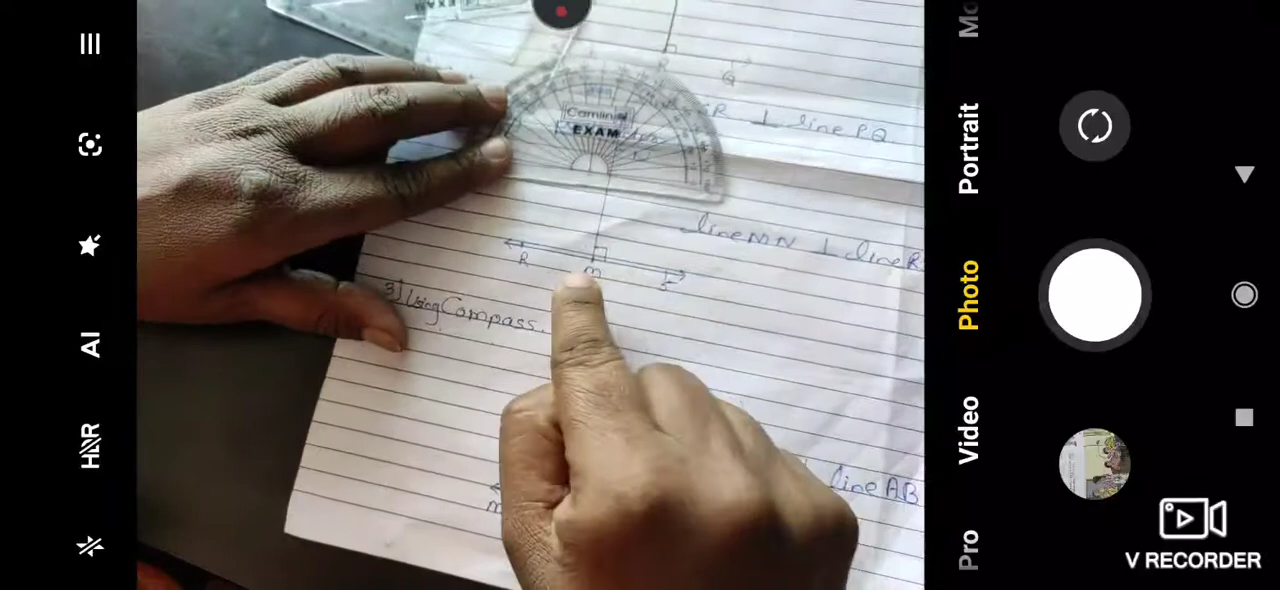 Q
R ⊥ line PQ
Camlin
EXAM
line MN ⊥ line R
R
m
3) Using Compass.
line AB
m
AI
HDR
Portrait
Photo
Video
Pro
Mo
V RECORDER